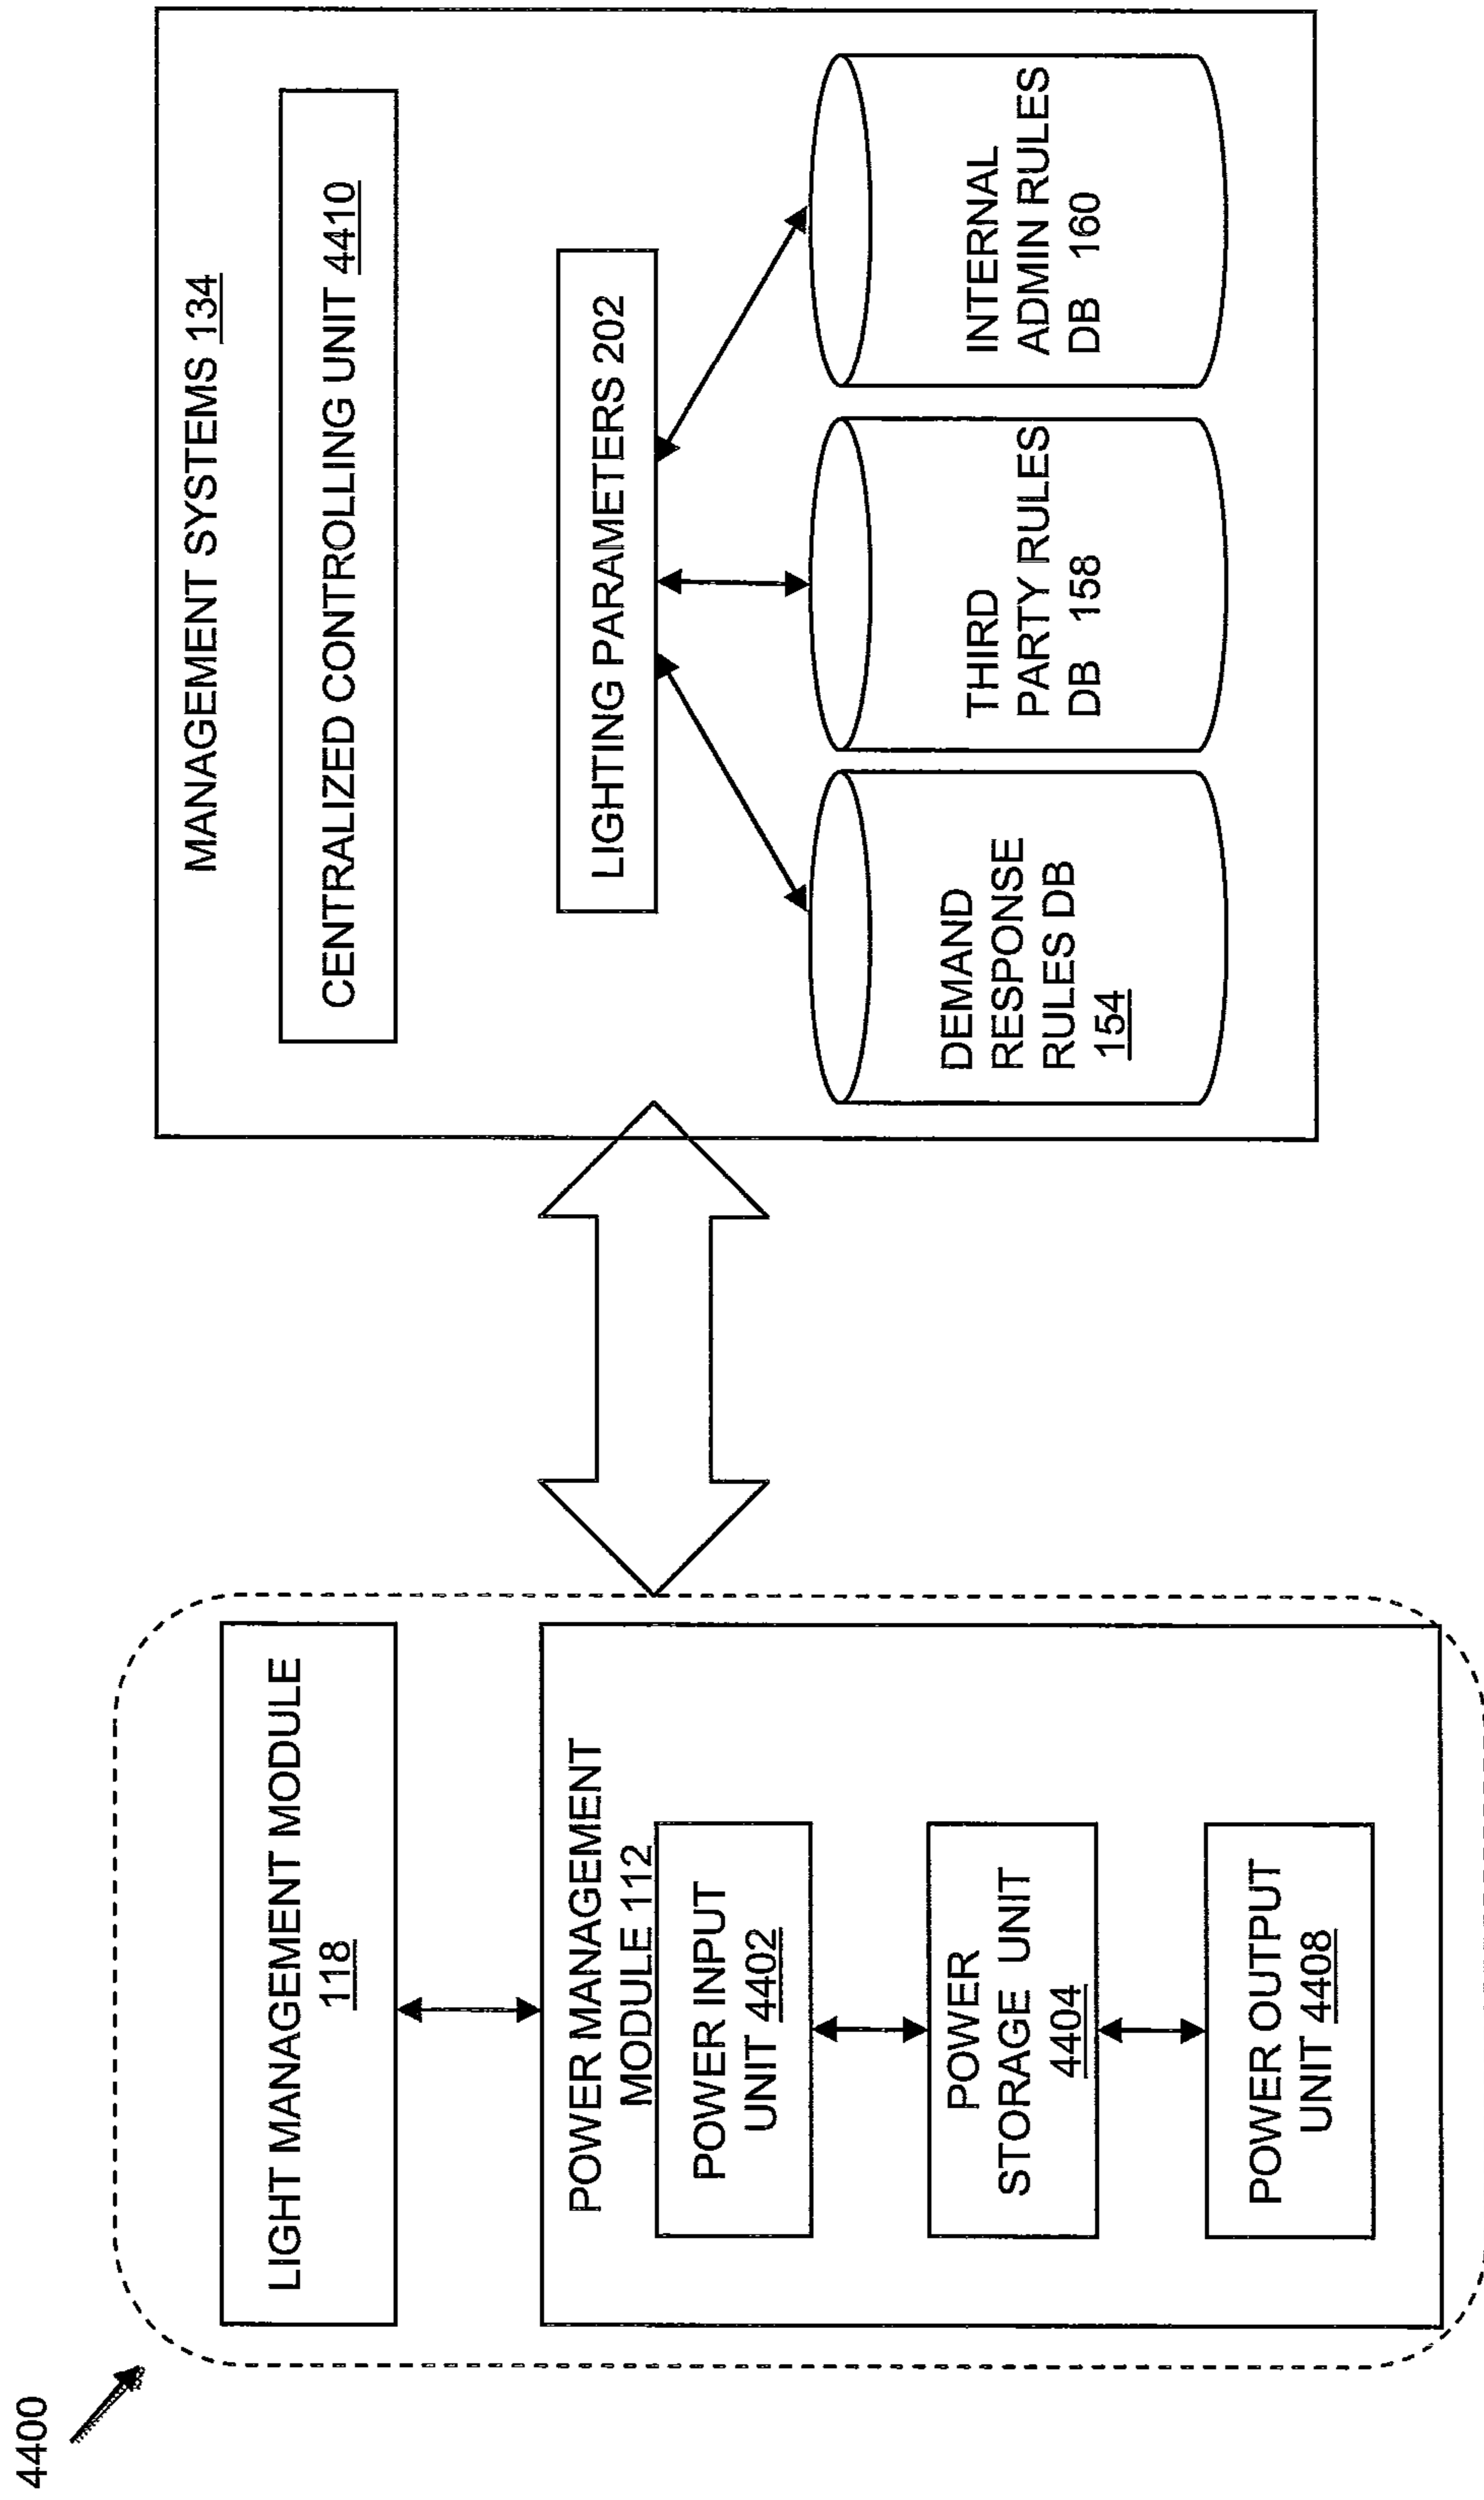 4400
LIGHT MANAGEMENT MODULE
118
POWER MANAGEMENT
MODULE 112
POWER INPUT
UNIT 4402
POWER
STORAGE UNIT
4404
POWER OUTPUT
UNIT 4408
MANAGEMENT SYSTEMS 134
CENTRALIZED CONTROLLING UNIT 4410
LIGHTING PARAMETERS 202
DEMAND
RESPONSE
RULES DB
154
THIRD
PARTY RULES
DB 158
INTERNAL
ADMIN RULES
DB 160